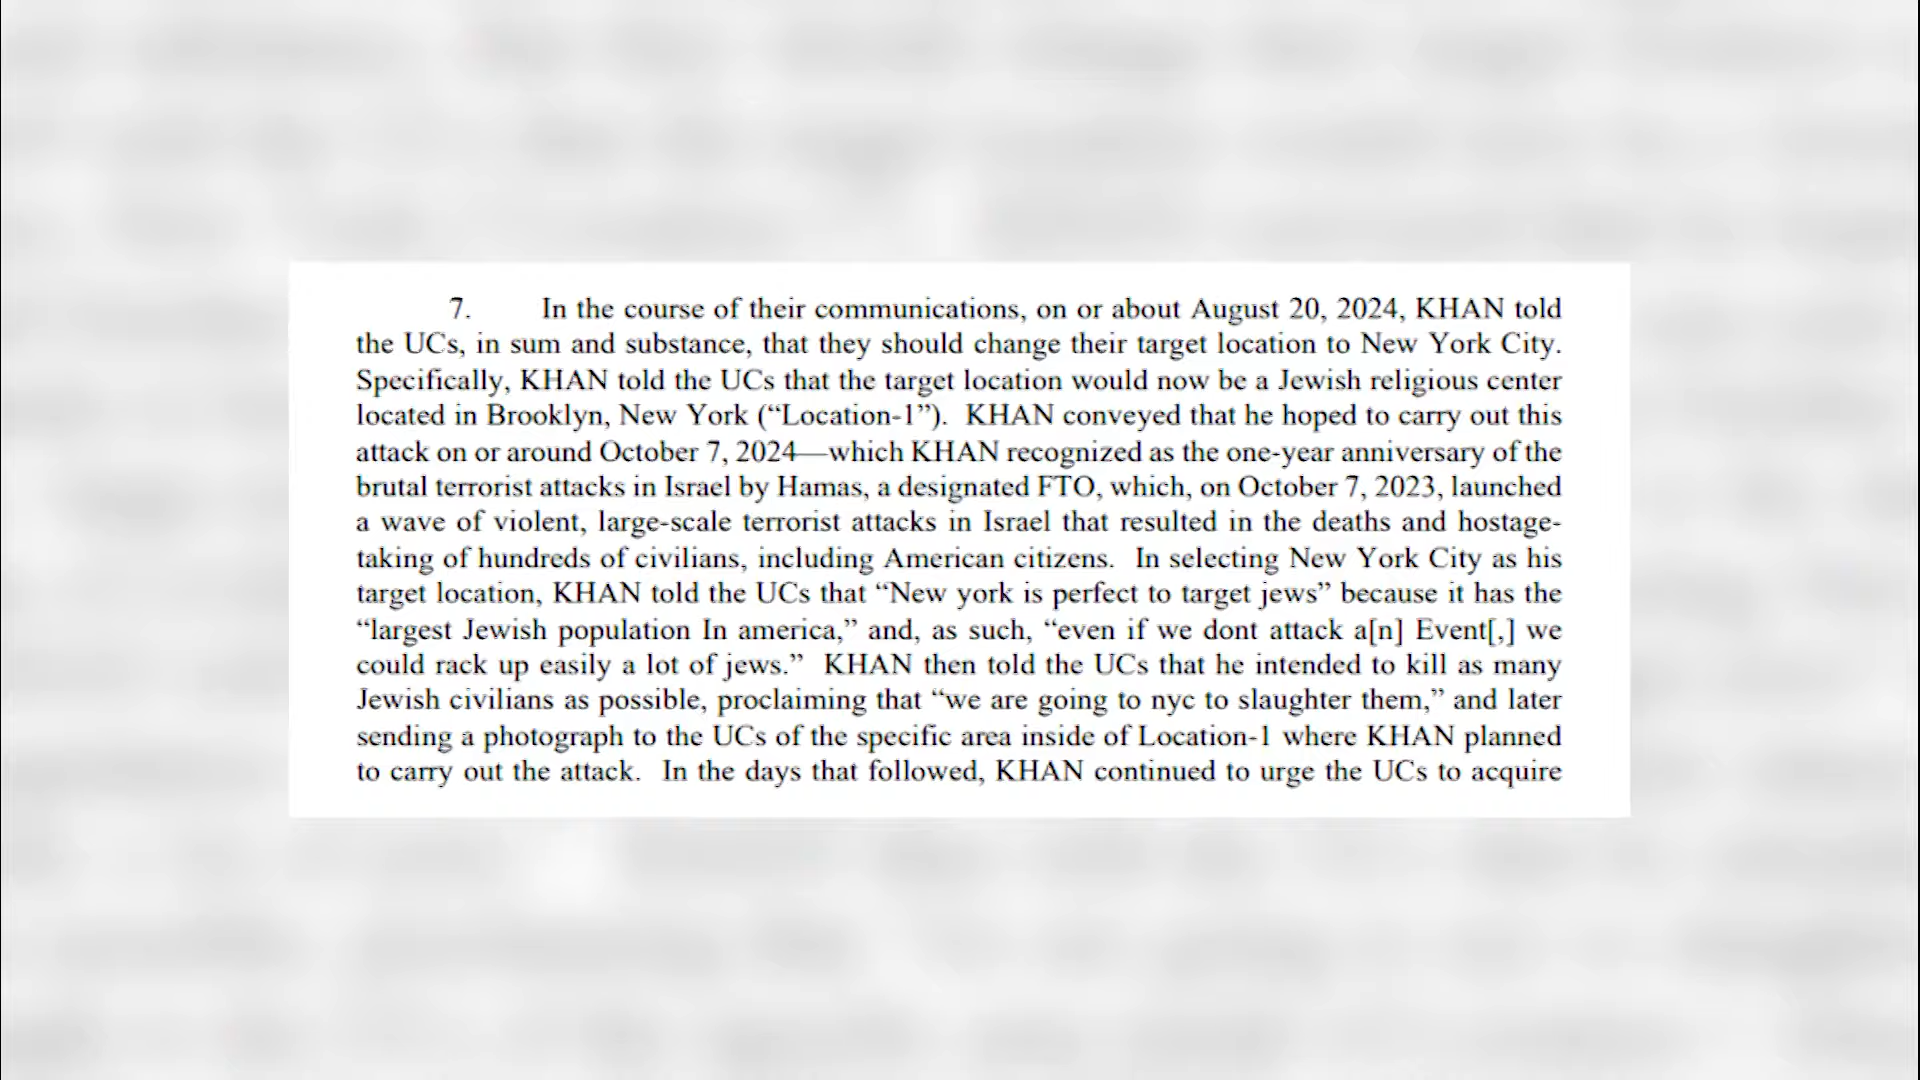 7. In the course of their communications, on or about August 20, 2024, KHAN told
the UCs, in sum and substance, that they should change their target location to New York City.
Specifically, KHAN told the UCs that the target location would now be a Jewish religious center
located in Brooklyn, New York (“Location-1”). KHAN conveyed that he hoped to carry out this
attack on or around October 7, 2024—which KHAN recognized as the one-year anniversary of the
brutal terrorist attacks in Israel by Hamas, a designated FTO, which, on October 7, 2023, launched
a wave of violent, large-scale terrorist attacks in Israel that resulted in the deaths and hostage-
taking of hundreds of civilians, including American citizens. In selecting New York City as his
target location, KHAN told the UCs that “New york is perfect to target jews” because it has the
“largest Jewish population In america,” and, as such, “even if we dont attack a[n] Event[,] we
could rack up easily a lot of jews.” KHAN then told the UCs that he intended to kill as many
Jewish civilians as possible, proclaiming that “we are going to nyc to slaughter them,” and later
sending a photograph to the UCs of the specific area inside of Location-1 where KHAN planned
to carry out the attack. In the days that followed, KHAN continued to urge the UCs to acquire